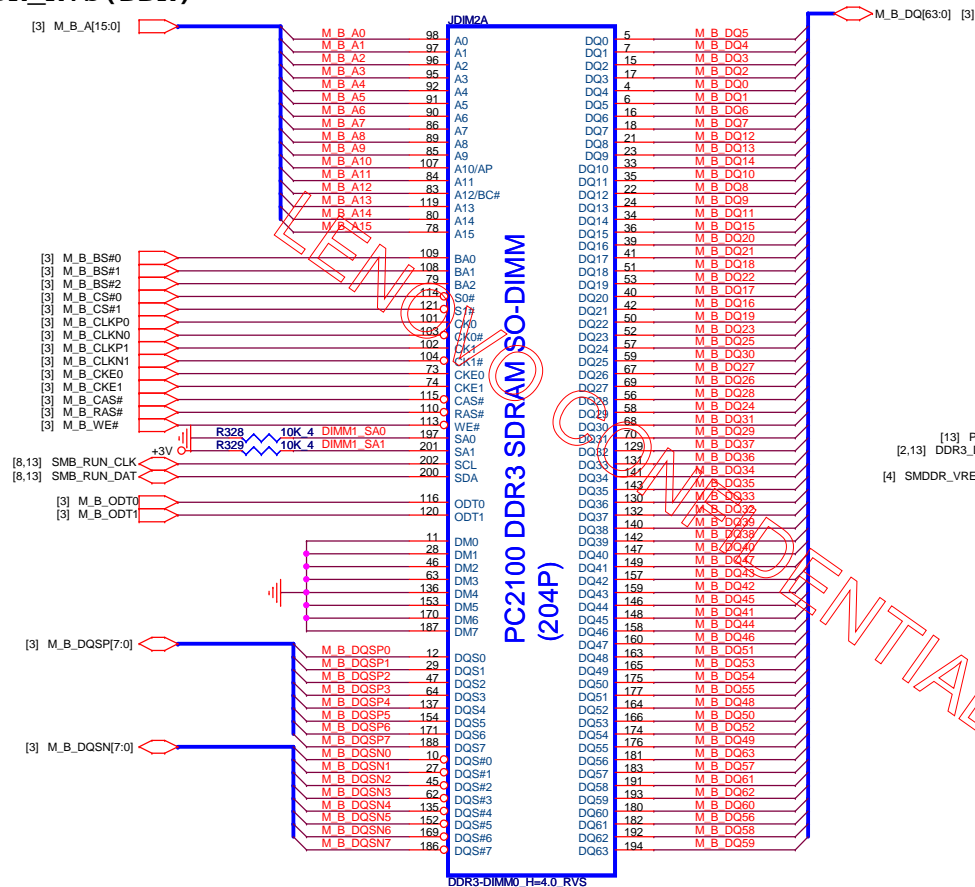 JDIM2A
[3] M_B_A[15:0]
M_B_DQ[63:0] [3]
M_B_A0 98 A0 DQ0 5 M_B_DQ5
M_B_A1 97 A1 DQ1 7 M_B_DQ4
M_B_A2 96 A2 DQ2 15 M_B_DQ3
M_B_A3 95 A3 DQ3 17 M_B_DQ2
M_B_A4 92 A4 DQ4 4 M_B_DQ0
M_B_A5 91 A5 DQ5 6 M_B_DQ1
M_B_A6 90 A6 DQ6 16 M_B_DQ6
M_B_A7 86 A7 DQ7 18 M_B_DQ7
M_B_A8 89 A8 DQ8 21 M_B_DQ12
M_B_A9 85 A9 DQ9 23 M_B_DQ13
M_B_A10 107 A10/AP DQ10 33 M_B_DQ14
M_B_A11 84 A11 DQ11 35 M_B_DQ10
M_B_A12 83 A12/BC# DQ12 22 M_B_DQ8
M_B_A13 119 A13 DQ13 24 M_B_DQ9
M_B_A14 80 A14 DQ14 34 M_B_DQ11
M_B_A15 78 A15 DQ15 36 M_B_DQ15
DQ16 39 M_B_DQ20
[3] M_B_BS#0 109 BA0 DQ17 41 M_B_DQ21
[3] M_B_BS#1 108 BA1 DQ18 51 M_B_DQ18
[3] M_B_BS#2 79 BA2 DQ19 53 M_B_DQ22
[3] M_B_CS#0 114 S0# DQ20 40 M_B_DQ17
[3] M_B_CS#1 121 S1# DQ21 42 M_B_DQ16
[3] M_B_CLKP0 101 CK0 DQ22 50 M_B_DQ19
[3] M_B_CLKN0 103 CK0# DQ23 52 M_B_DQ23
[3] M_B_CLKP1 102 CK1 DQ24 57 M_B_DQ25
[3] M_B_CLKN1 104 CK1# DQ25 59 M_B_DQ30
[3] M_B_CKE0 73 CKE0 DQ26 67 M_B_DQ27
[3] M_B_CKE1 74 CKE1 DQ27 69 M_B_DQ26
[3] M_B_CAS# 115 CAS# DQ28 56 M_B_DQ28
[3] M_B_RAS# 110 RAS# DQ29 58 M_B_DQ24
[3] M_B_WE# 113 WE# DQ30 68 M_B_DQ31
R328 10K_4 DIMM1_SA0 197 SA0 DQ31 70 M_B_DQ29
+3V R329 10K_4 DIMM1_SA1 201 SA1 DQ32 129 M_B_DQ37
[8,13] SMB_RUN_CLK 202 SCL DQ33 131 M_B_DQ36
[8,13] SMB_RUN_DAT 200 SDA DQ34 141 M_B_DQ34
DQ35 143 M_B_DQ35
[3] M_B_ODT0 116 ODT0 DQ36 130 M_B_DQ33
[3] M_B_ODT1 120 ODT1 DQ37 132 M_B_DQ32
DQ38 140 M_B_DQ39
11 DM0 DQ39 142 M_B_DQ38
28 DM1 DQ40 147 M_B_DQ40
46 DM2 DQ41 149 M_B_DQ47
63 DM3 DQ42 157 M_B_DQ43
136 DM4 DQ43 159 M_B_DQ42
153 DM5 DQ44 146 M_B_DQ45
170 DM6 DQ45 148 M_B_DQ41
187 DM7 DQ46 158 M_B_DQ44
DQ47 160 M_B_DQ46
[3] M_B_DQSP[7:0]
M_B_DQSP0 12 DQS0 DQ48 163 M_B_DQ51
M_B_DQSP1 29 DQS1 DQ49 165 M_B_DQ53
M_B_DQSP2 47 DQS2 DQ50 175 M_B_DQ54
M_B_DQSP3 64 DQS3 DQ51 177 M_B_DQ55
M_B_DQSP4 137 DQS4 DQ52 164 M_B_DQ48
M_B_DQSP5 154 DQS5 DQ53 166 M_B_DQ50
M_B_DQSP6 171 DQS6 DQ54 174 M_B_DQ52
M_B_DQSP7 188 DQS7 DQ55 176 M_B_DQ49
[3] M_B_DQSN[7:0]
M_B_DQSN0 10 DQS#0 DQ56 181 M_B_DQ63
M_B_DQSN1 27 DQS#1 DQ57 183 M_B_DQ57
M_B_DQSN2 45 DQS#2 DQ58 191 M_B_DQ61
M_B_DQSN3 62 DQS#3 DQ59 193 M_B_DQ62
M_B_DQSN4 135 DQS#4 DQ60 180 M_B_DQ60
M_B_DQSN5 152 DQS#5 DQ61 182 M_B_DQ56
M_B_DQSN6 169 DQS#6 DQ62 192 M_B_DQ58
M_B_DQSN7 186 DQS#7 DQ63 194 M_B_DQ59
PC2100 DDR3 SDRAM SO-DIMM
(204P)
DDR3-DIMM0_H=4.0_RVS
[13]
[2,13]
[4] SMDDR_VRE
LENOVO CONFIDENTIAL